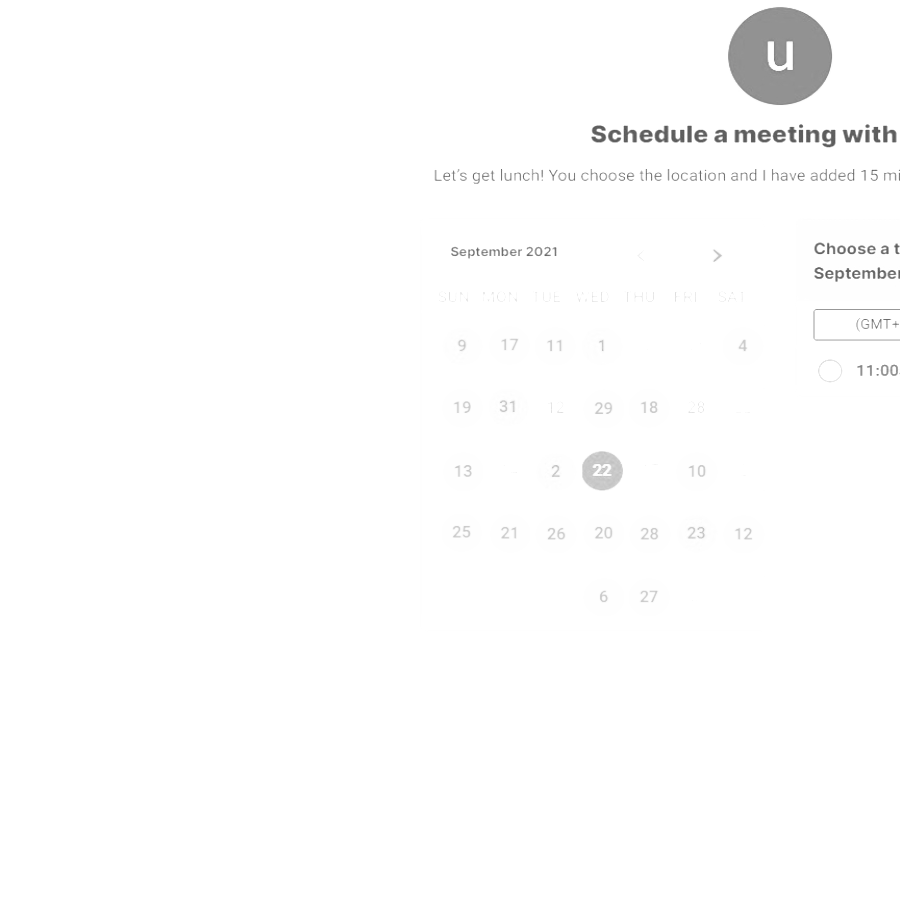 u
Schedule a meeting with
Let's get lunch! You choose the location and I have added 15 mi
September 2021
Choose a t
September
SUN MON TUE WED THU FRI SAT
(GMT+
11:00
9 17 11 1 4
19 31 12 29 18 28
13 2 22 10
25 21 26 20 28 23 12
6 27